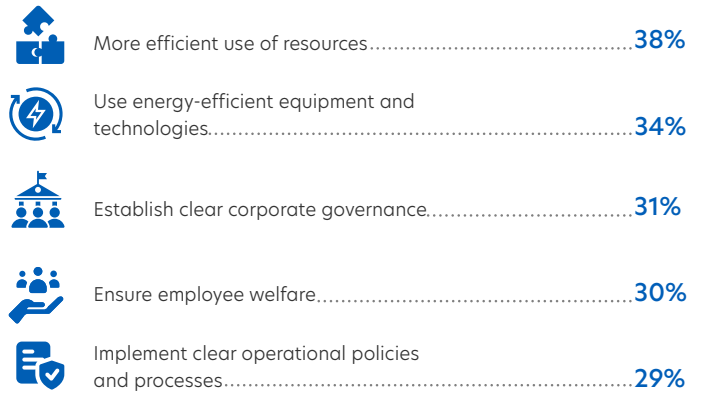 More efficient use of resources 38%
Use energy-efficient equipment and
technologies 34%
Establish clear corporate governance 31%
Ensure employee welfare 30%
Implement clear operational policies
and processes 29%